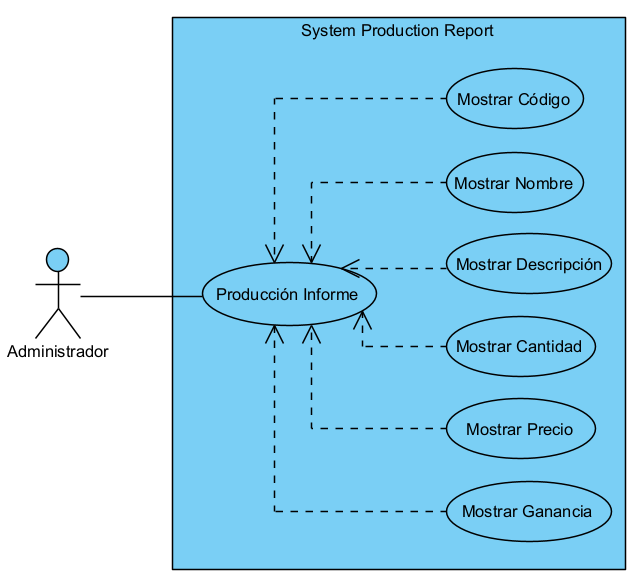 System Production Report
Mostrar Código
Mostrar Nombre
Mostrar Descripción
Producción Informe
Mostrar Cantidad
Administrador
Mostrar Precio
Mostrar Ganancia